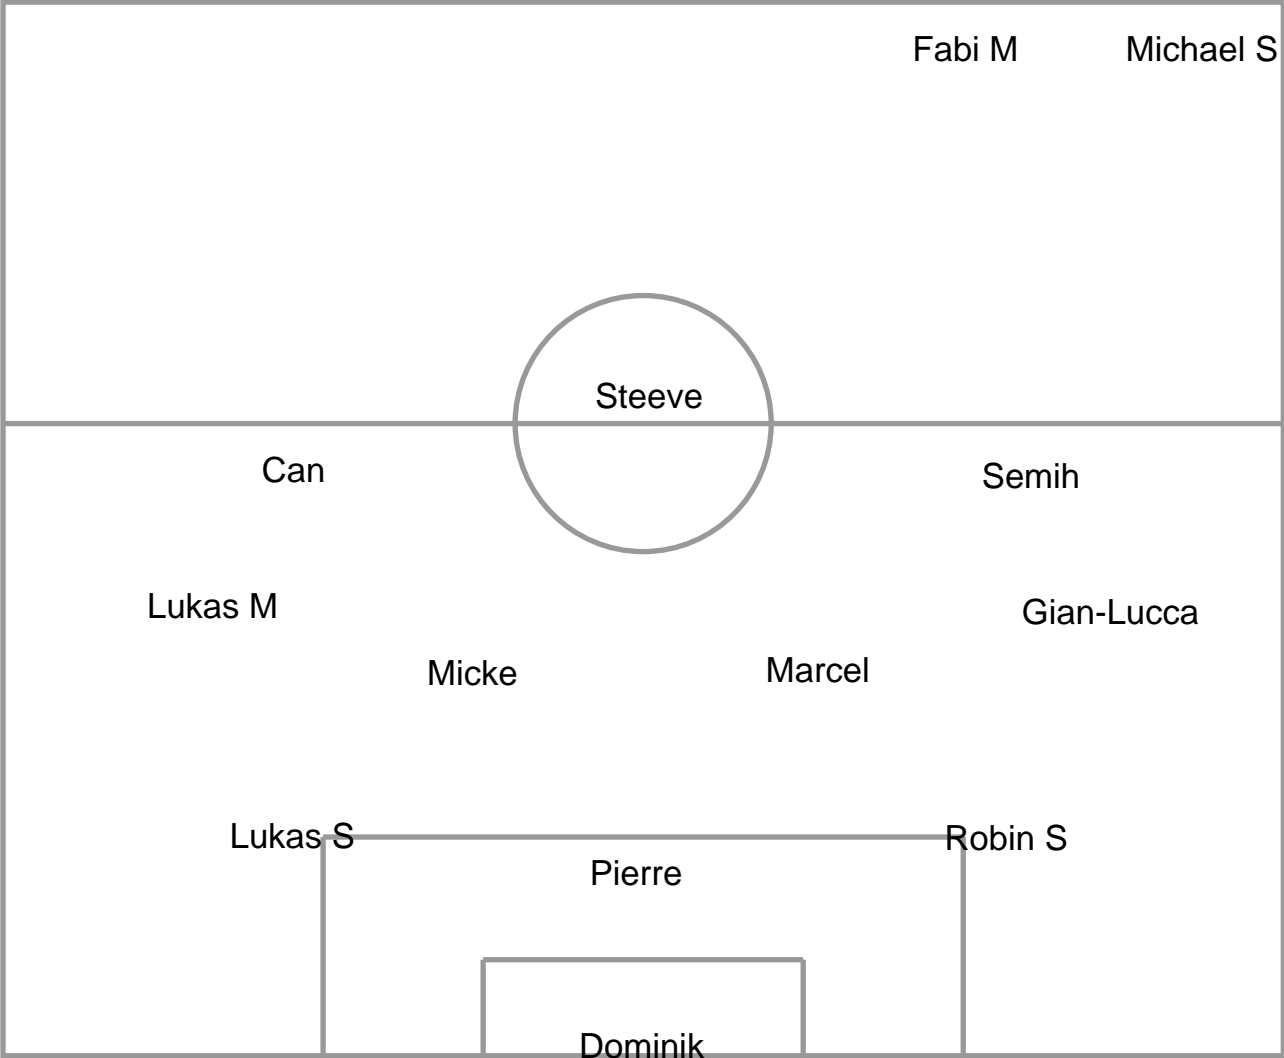 Fabi M Michael S
Steeve
Can Semih
Lukas M Gian-Lucca
Micke Marcel
Lukas S Robin S
Pierre
Dominik